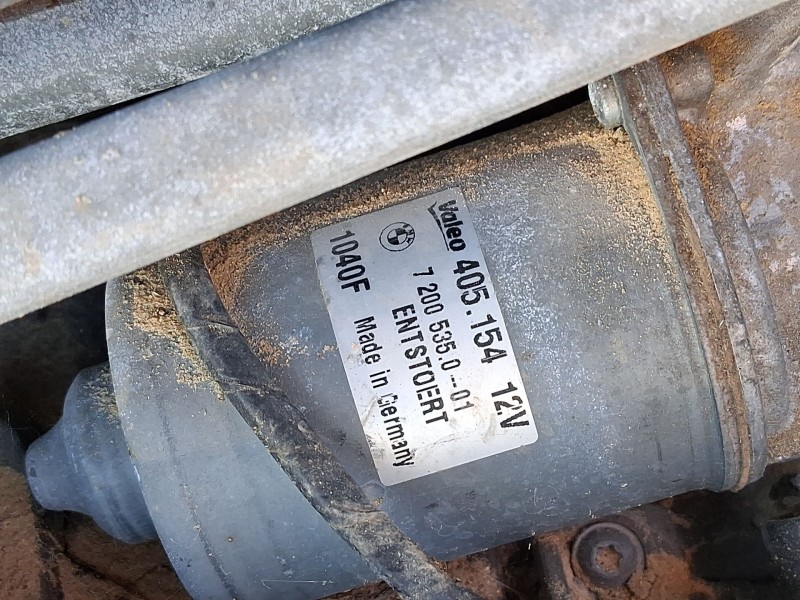 Valeo 405.154 12V
7 200 535.0-01
ENTSTOERT
1040F Made in Germany